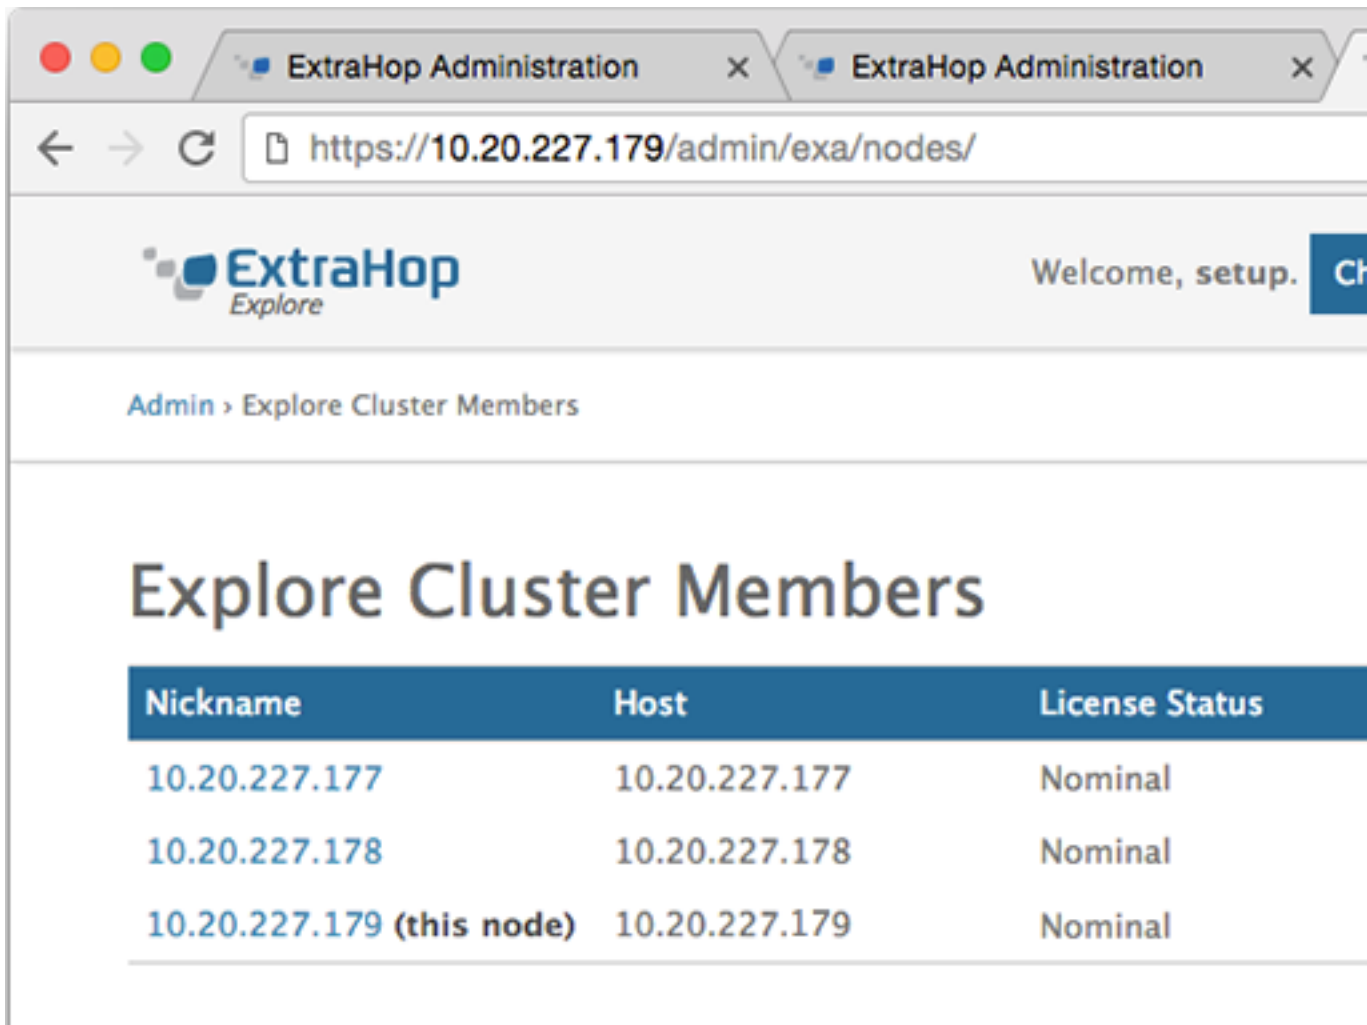 ExtraHop Administration × ExtraHop Administration ×
https://10.20.227.179/admin/exa/nodes/
ExtraHop
Explore
Welcome, setup.
Admin › Explore Cluster Members
Explore Cluster Members
Nickname Host License Status
10.20.227.177 10.20.227.177 Nominal
10.20.227.178 10.20.227.178 Nominal
10.20.227.179 (this node) 10.20.227.179 Nominal